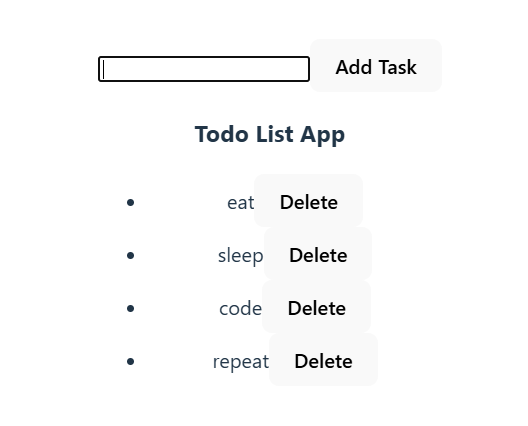 Add Task
Todo List App
eat Delete
sleep Delete
code Delete
repeat Delete